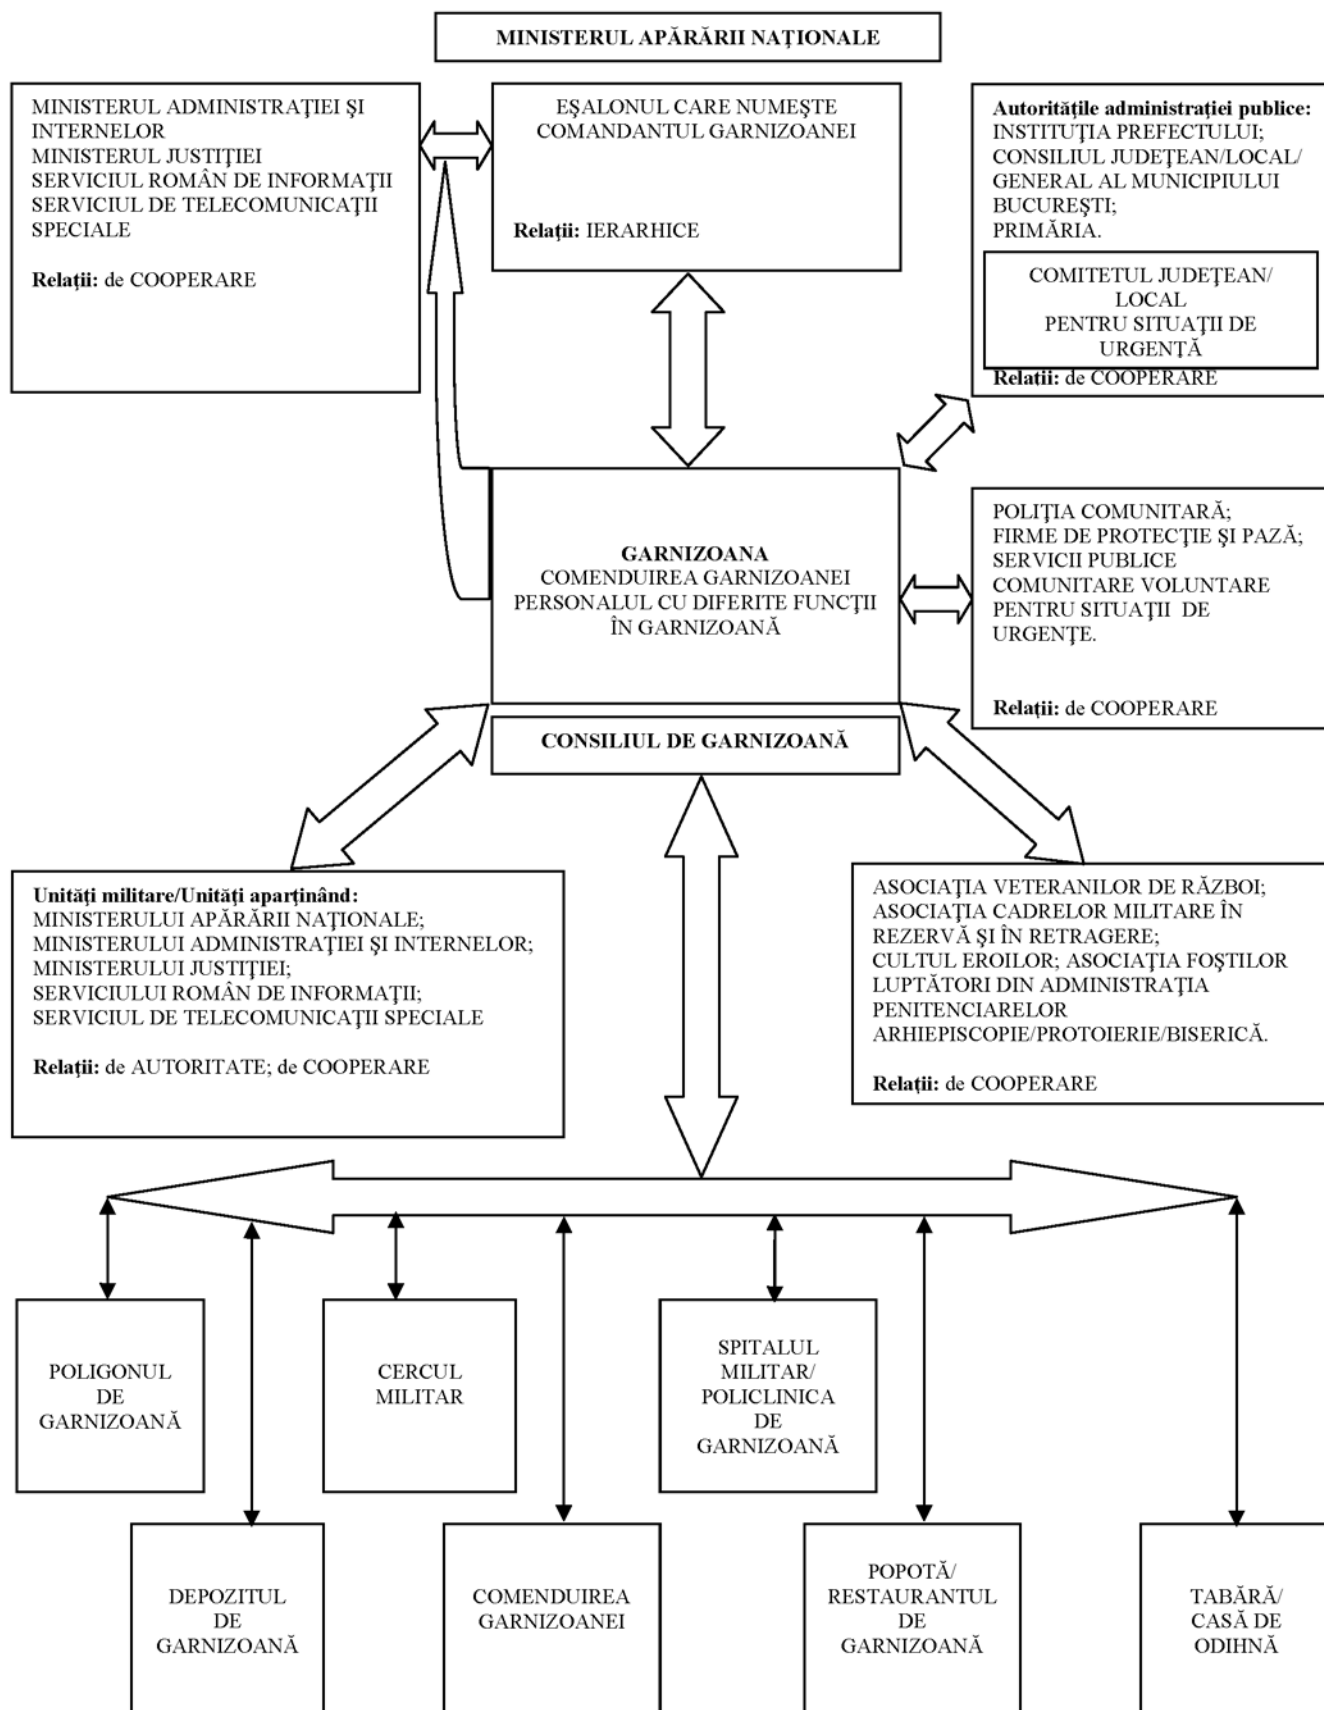 MINISTERUL APĂRĂRII NAŢIONALE
MINISTERUL ADMINISTRAŢIEI ŞI
INTERNELOR
MINISTERUL JUSTIŢIEI
SERVICIUL ROMÂN DE INFORMAŢII
SERVICIUL DE TELECOMUNICAŢII
SPECIALE
Relaţii: de COOPERARE
EŞALONUL CARE NUMEŞTE
COMANDANTUL GARNIZOANEI
Relaţii: IERARHICE
Autorităţile administraţiei publice:
INSTITUŢIA PREFECTULUI;
CONSILIUL JUDEŢEAN/LOCAL/
GENERAL AL MUNICIPIULUI
BUCUREŞTI;
PRIMĂRIA.
COMITETUL JUDEŢEAN/
LOCAL
PENTRU SITUAŢII DE
URGENŢĂ
Relaţii: de COOPERARE
GARNIZOANA
COMENDUIREA GARNIZOANEI
PERSONALUL CU DIFERITE FUNCŢII
ÎN GARNIZOANĂ
POLIŢIA COMUNITARĂ;
FIRME DE PROTECŢIE ŞI PAZĂ;
SERVICII PUBLICE
COMUNITARE VOLUNTARE
PENTRU SITUAŢII DE
URGENŢE.
Relaţii: de COOPERARE
CONSILIUL DE GARNIZOANĂ
Unităţi militare/Unităţi aparţinând:
MINISTERULUI APĂRĂRII NAŢIONALE;
MINISTERULUI ADMINISTRAŢIEI ŞI INTERNELOR;
MINISTERULUI JUSTIŢIEI;
SERVICIULUI ROMÂN DE INFORMAŢII;
SERVICIUL DE TELECOMUNICAŢII SPECIALE
Relaţii: de AUTORITATE; de COOPERARE
ASOCIAŢIA VETERANILOR DE RĂZBOI;
ASOCIAŢIA CADRELOR MILITARE ÎN
REZERVĂ ŞI ÎN RETRAGERE;
CULTUL EROILOR; ASOCIAŢIA FOŞTILOR
LUPTĂTORI DIN ADMINISTRAŢIA
PENITENCIARELOR
ARHIEPISCOPIE/PROTOIERIE/BISERICĂ.
Relaţii: de COOPERARE
POLIGONUL
DE
GARNIZOANĂ
CERCUL
MILITAR
SPITALUL
MILITAR/
POLICLINICA
DE
GARNIZOANĂ
DEPOZITUL
DE
GARNIZOANĂ
COMENDUIREA
GARNIZOANEI
POPOTĂ/
RESTAURANTUL
DE
GARNIZOANĂ
TABĂRĂ/
CASĂ DE
ODIHNĂ